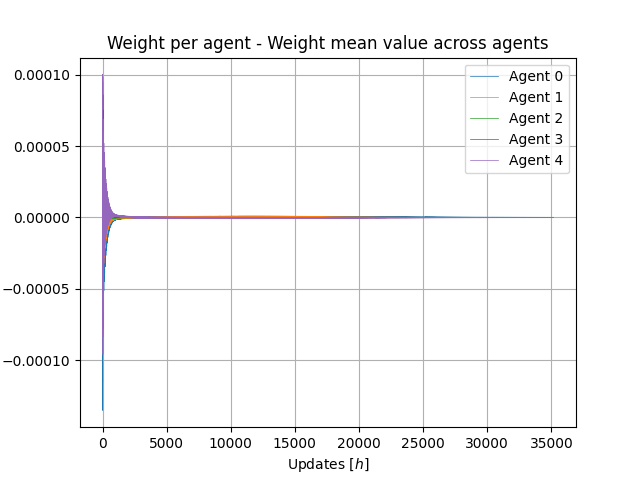 Weight per agent - Weight mean value across agents
0.00010
0.00005
0.00000
−0.00005
−0.00010
Agent 0
Agent 1
Agent 2
Agent 3
Agent 4
0 5000 10000 15000 20000 25000 30000 35000
Updates [h]